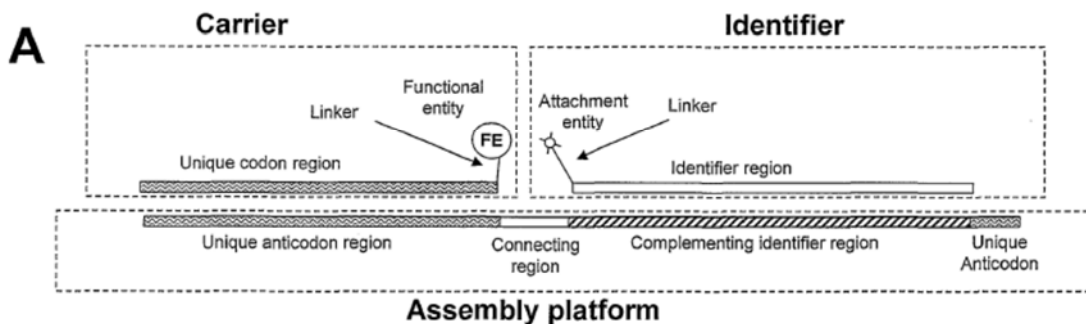 A
Carrier
Identifier
Functional
entity
Linker
FE
Unique codon region
Attachment
entity
Linker
Identifier region
Unique anticodon region
Connecting
region
Complementing identifier region
Unique
Anticodon
Assembly platform